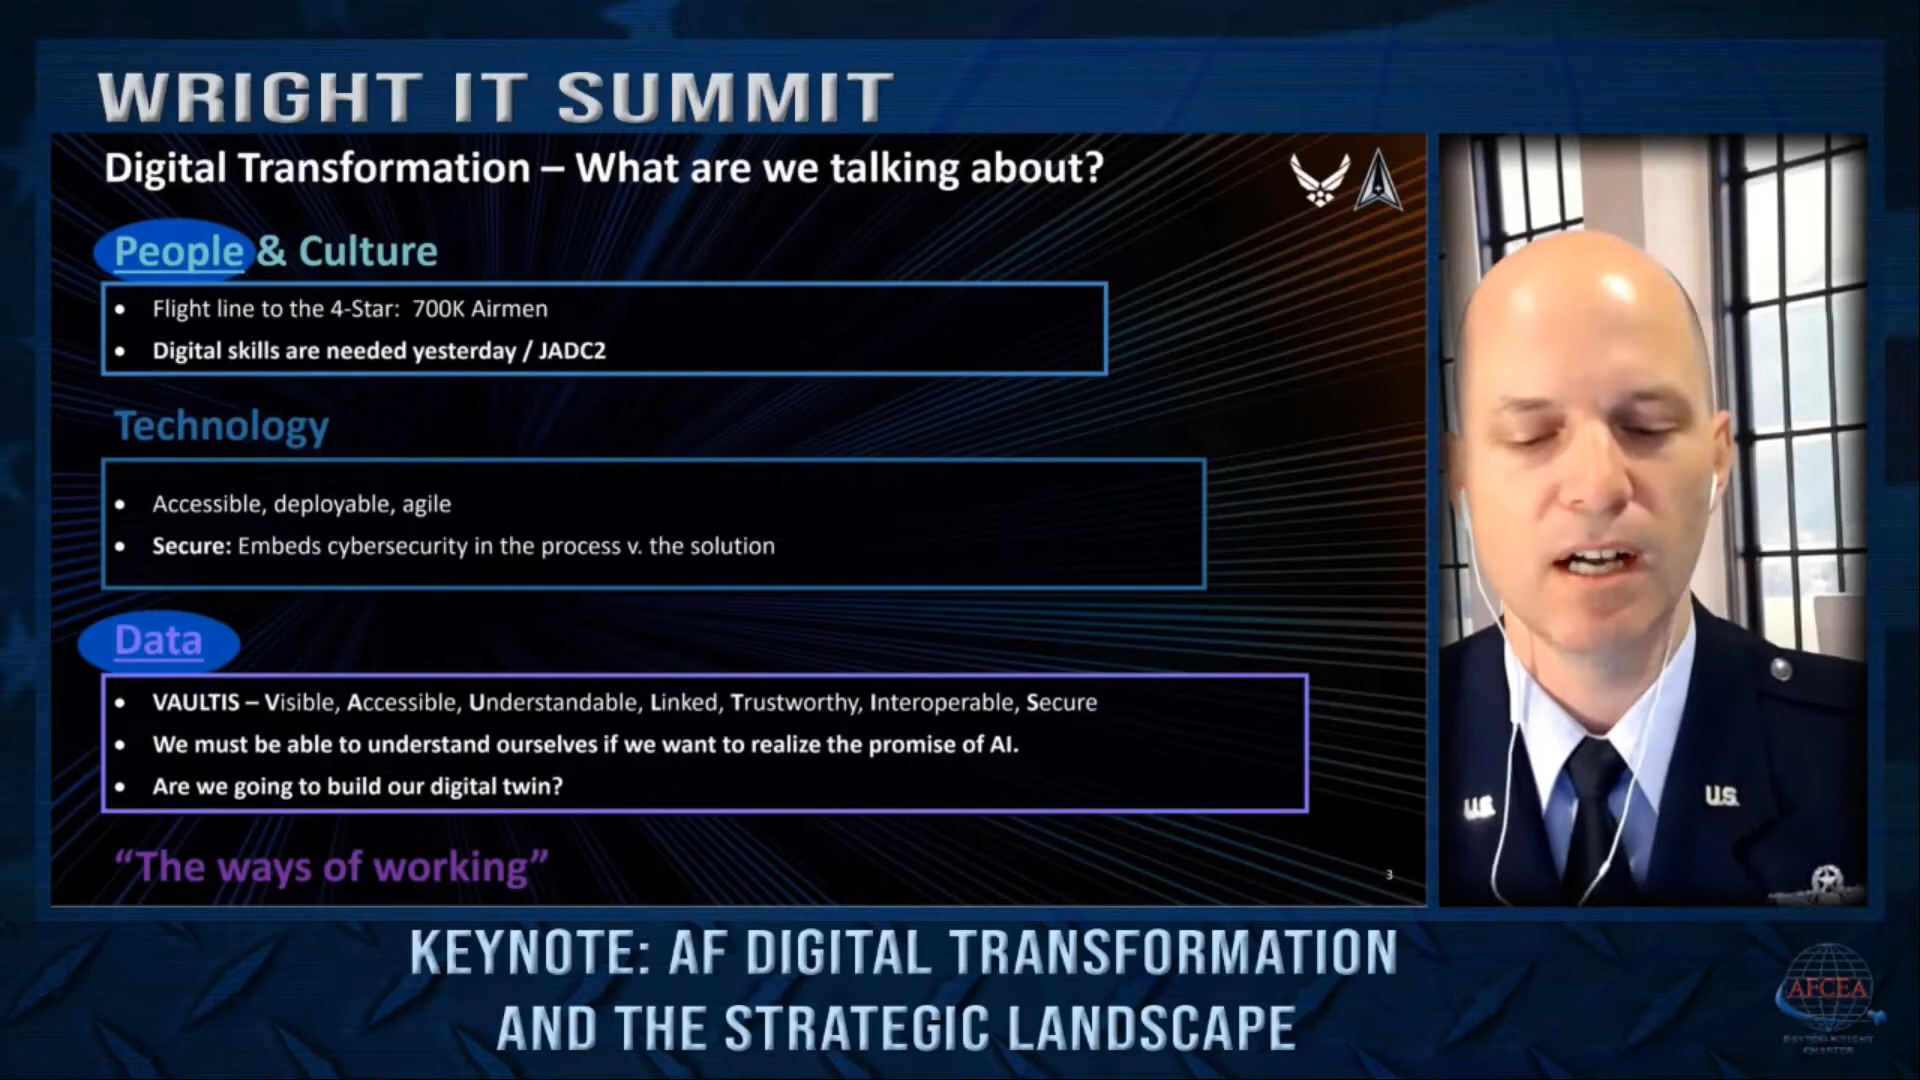 WRIGHT IT SUMMIT
Digital Transformation – What are we talking about?
People & Culture
• Flight line to the 4-Star: 700K Airmen
• Digital skills are needed yesterday / JADC2
Technology
• Accessible, deployable, agile
• Secure: Embeds cybersecurity in the process v. the solution
Data
• VAULTIS – Visible, Accessible, Understandable, Linked, Trustworthy, Interoperable, Secure
• We must be able to understand ourselves if we want to realize the promise of AI.
• Are we going to build our digital twin?
“The ways of working”
3
U.S.
U.S.
KEYNOTE: AF DIGITAL TRANSFORMATION
AND THE STRATEGIC LANDSCAPE
AFCEA
DAYTON-WRIGHT
CHAPTER